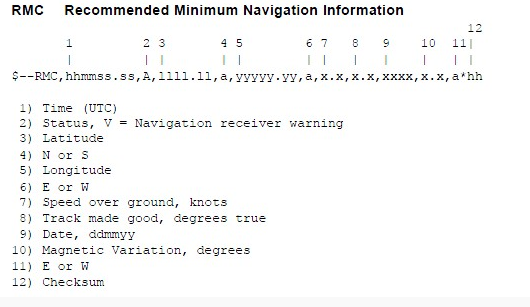 RMC Recommended Minimum Navigation Information
12
1 2 3 4 5 6 7 8 9 10 11|
| | | | | | | | | | | |
$--RMC,hhmmss.ss,A,llll.ll,a,yyyyy.yy,a,x.x,x.x,xxxx,x.x,a*hh
1) Time (UTC)
2) Status, V = Navigation receiver warning
3) Latitude
4) N or S
5) Longitude
6) E or W
7) Speed over ground, knots
8) Track made good, degrees true
9) Date, ddmmyy
10) Magnetic Variation, degrees
11) E or W
12) Checksum